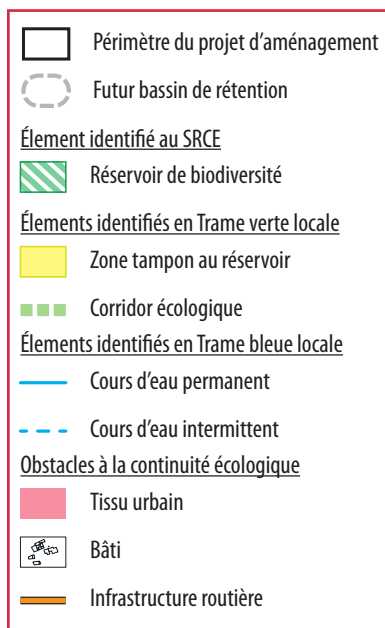 Périmètre du projet d'aménagement
Futur bassin de rétention
Élement identifié au SRCE
Réservoir de biodiversité
Élements identifiés en Trame verte locale
Zone tampon au réservoir
Corridor écologique
Élements identifiés en Trame bleue locale
Cours d'eau permanent
Cours d'eau intermittent
Obstacles à la continuité écologique
Tissu urbain
Bâti
Infrastructure routière